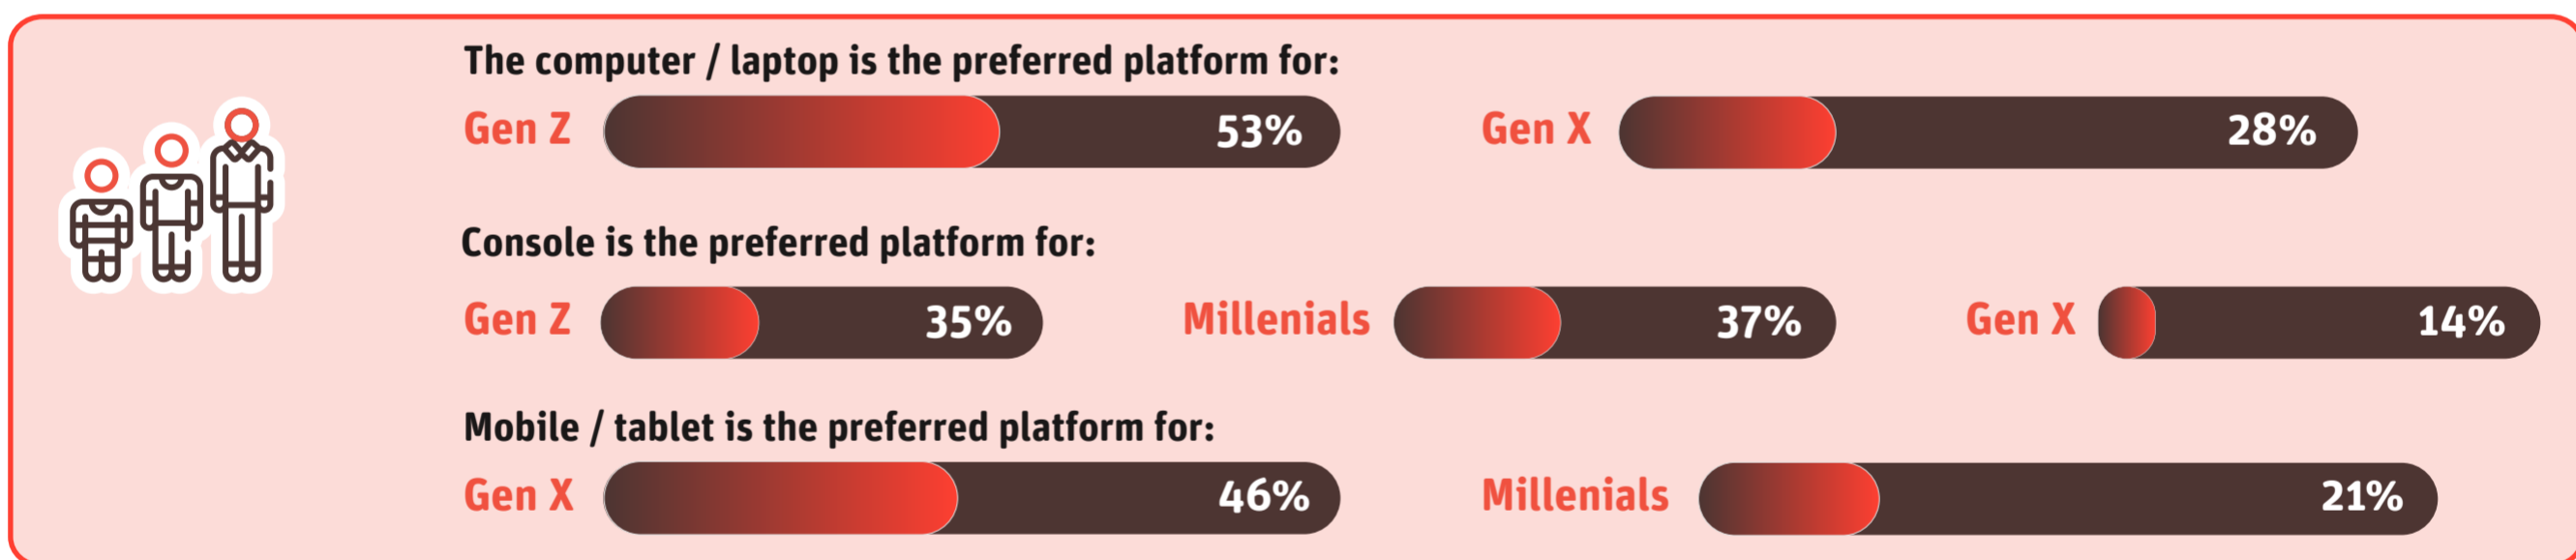 The computer / laptop is the preferred platform for:
Gen Z 53% Gen X 28%
Console is the preferred platform for:
Gen Z 35% Millenials 37% Gen X 14%
Mobile / tablet is the preferred platform for:
Gen X 46% Millenials 21%